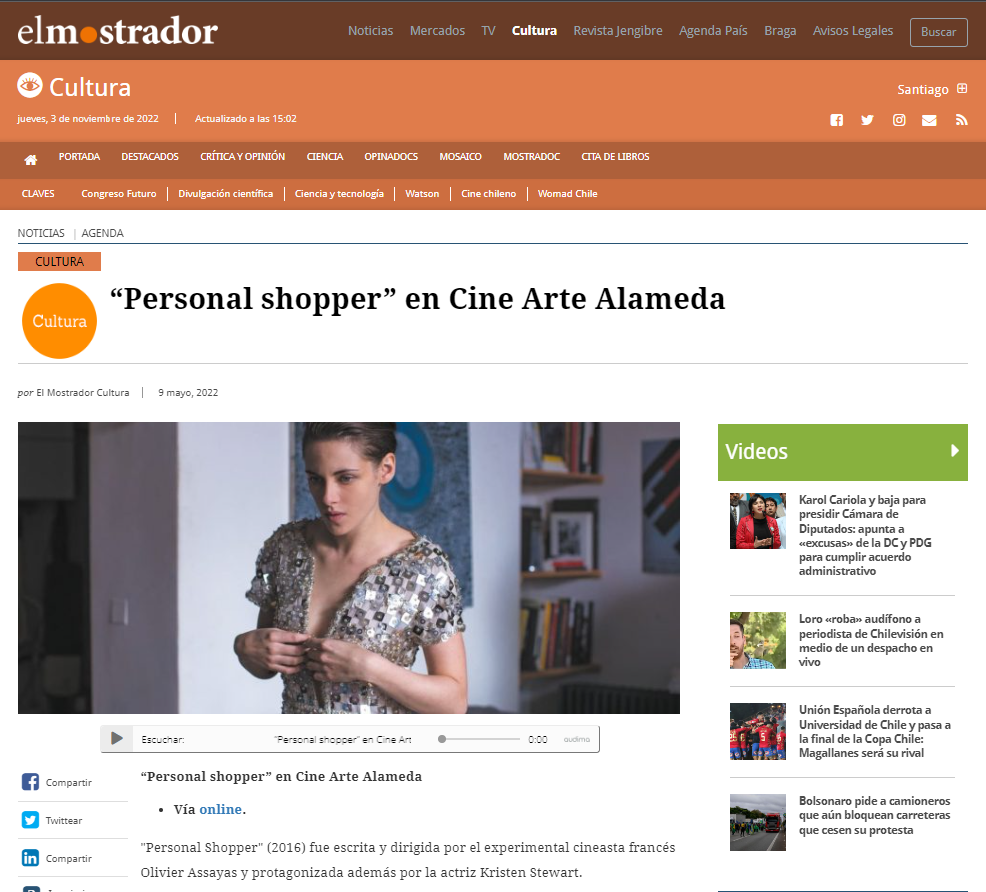 elmostrador
Noticias Mercados TV Cultura Revista Jengibre Agenda País Braga Avisos Legales Buscar
Cultura
Santiago
jueves, 3 de noviembre de 2022 | Actualizado a las 15:02
PORTADA DESTACADOS CRÍTICA Y OPINIÓN CIENCIA OPINADOCS MOSAICO MOSTRADOC CITA DE LIBROS
CLAVES Congreso Futuro | Divulgación científica | Ciencia y tecnología | Watson | Cine chileno | Womad Chile
NOTICIAS | AGENDA
CULTURA
“Personal shopper” en Cine Arte Alameda
Cultura
por El Mostrador Cultura | 9 mayo, 2022
Escuchar: "Personal shopper" en Cine Art 0:00 audima
Compartir
Twittear
Compartir
“Personal shopper” en Cine Arte Alameda
• Vía online.
"Personal Shopper" (2016) fue escrita y dirigida por el experimental cineasta francés
Olivier Assayas y protagonizada además por la actriz Kristen Stewart.
Videos
Karol Cariola y baja para
presidir Cámara de
Diputados: apunta a
«excusas» de la DC y PDG
para cumplir acuerdo
administrativo
Loro «roba» audífono a
periodista de Chilevisión en
medio de un despacho en
vivo
Unión Española derrota a
Universidad de Chile y pasa a
la final de la Copa Chile:
Magallanes será su rival
Bolsonaro pide a camioneros
que aún bloquean carreteras
que cesen su protesta